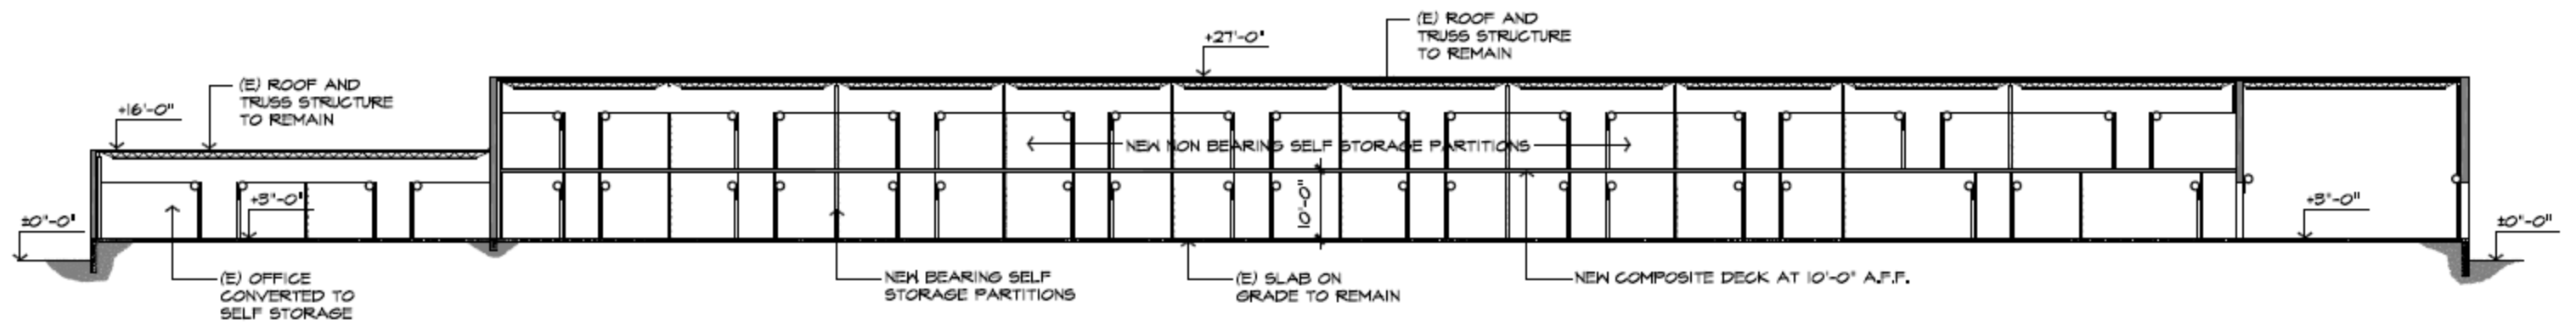 (E) ROOF AND
TRUSS STRUCTURE
TO REMAIN
+27'-0"
(E) ROOF AND
TRUSS STRUCTURE
TO REMAIN
+16'-0"
NEW NON BEARING SELF STORAGE PARTITIONS
+3"-0"
10'-0"
+3"-0"
±0"-0"
±0"-0"
(E) OFFICE
CONVERTED TO
SELF STORAGE
NEW BEARING SELF
STORAGE PARTITIONS
(E) SLAB ON
GRADE TO REMAIN
NEW COMPOSITE DECK AT 10'-0" A.F.F.